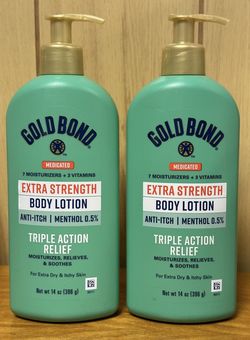 GOLD BOND
MEDICATED
7 MOISTURIZERS + 3 VITAMINS
EXTRA STRENGTH
BODY LOTION
ANTI-ITCH | MENTHOL 0.5%
TRIPLE ACTION
RELIEF
MOISTURIZES, RELIEVES,
& SOOTHES
For Extra Dry & Itchy Skin
Net wt 14 oz (396 g)
GOLD BOND
MEDICATED
7 MOISTURIZERS + 3 VITAMINS
EXTRA STRENGTH
BODY LOTION
ANTI-ITCH | MENTHOL 0.5%
TRIPLE ACTION
RELIEF
MOISTURIZES, RELIEVES,
& SOOTHES
For Extra Dry & Itchy Skin
Net wt 14 oz (396 g)